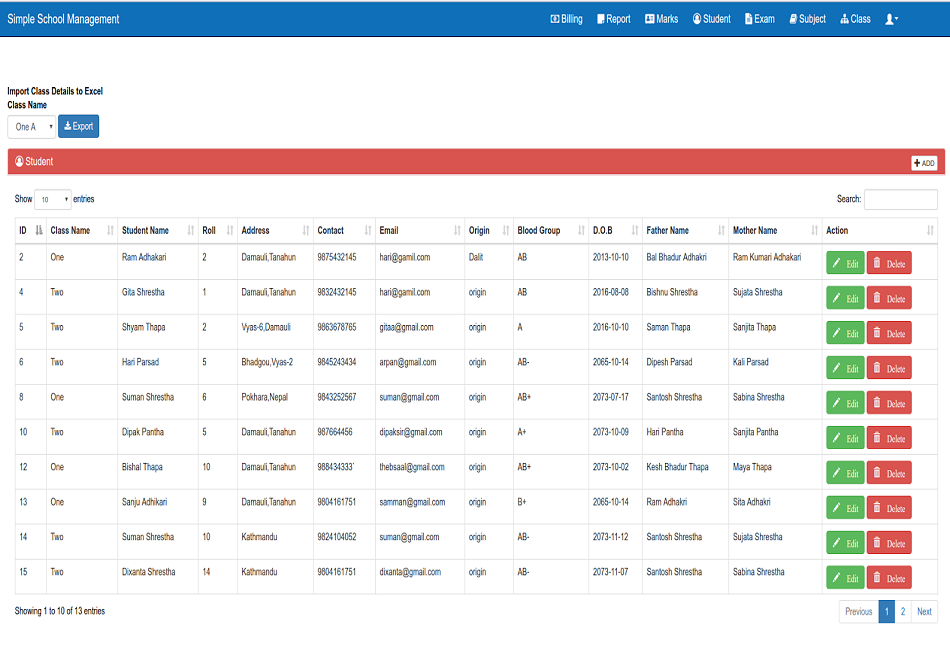 Simple School Management Billing Report Marks Student Exam Subject Class
Import Class Details to Excel
Class Name
One A Export
Student ADD
Show 10 entries Search:
ID Class Name Student Name Roll Address Contact Email Origin Blood Group D.O.B Father Name Mother Name Action
2 One Ram Adhakari 2 Damauli,Tanahun 9875432145 hari@gamil.com Dalit AB 2013-10-10 Bal Bhadur Adhakri Ram Kumari Adhakari Edit Delete
4 Two Gita Shrestha 1 Damauli,Tanahun 9832432145 hari@gamil.com origin AB 2016-08-08 Bishnu Shrestha Sujata Shrestha Edit Delete
5 Two Shyam Thapa 2 Vyas-6,Damauli 9863678765 gitaa@gmail.com origin A 2016-10-10 Saman Thapa Sanjita Thapa Edit Delete
6 Two Hari Parsad 5 Bhadgou,Vyas-2 9845243434 arpan@gmail.com origin AB- 2065-10-14 Dipesh Parsad Kali Parsad Edit Delete
8 One Suman Shrestha 6 Pokhara,Nepal 9843252567 suman@gmail.com origin AB+ 2073-07-17 Santosh Shrestha Sabina Shrestha Edit Delete
10 Two Dipak Pantha 5 Damauli,Tanahun 987664456 dipaksir@gmail.com origin A+ 2073-10-09 Hari Pantha Sanjita Pantha Edit Delete
12 One Bishal Thapa 10 Damauli,Tanahun 988434333` thebsaal@gmail.com origin AB+ 2073-10-02 Kesh Bhadur Thapa Maya Thapa Edit Delete
13 One Sanju Adhikari 9 Damauli,Tanahun 9804161751 samman@gmail.com origin B+ 2065-10-14 Ram Adhakri Sita Adhakri Edit Delete
14 Two Suman Shrestha 10 Kathmandu 9824104052 suman@gmail.com origin AB- 2073-11-12 Santosh Shrestha Sujata Shrestha Edit Delete
15 Two Dixanta Shrestha 14 Kathmandu 9804161751 dixanta@gmail.com origin AB- 2073-11-07 Santosh Shrestha Sabina Shrestha Edit Delete
Showing 1 to 10 of 13 entries Previous 1 2 Next